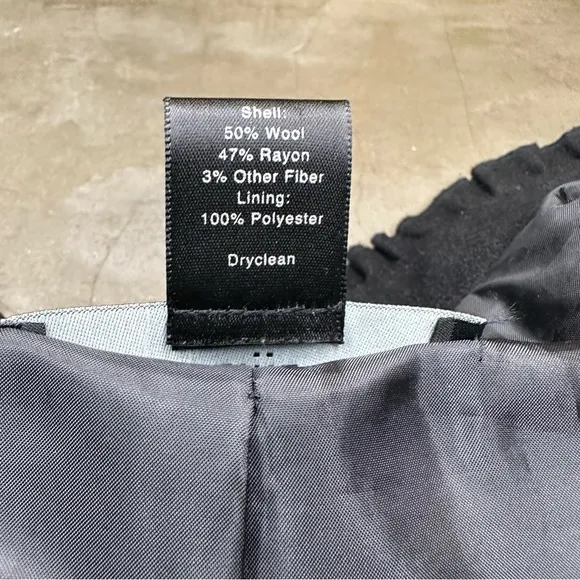 Shell:
50% Wool
47% Rayon
3% Other Fiber
Lining:
100% Polyester
Dryclean